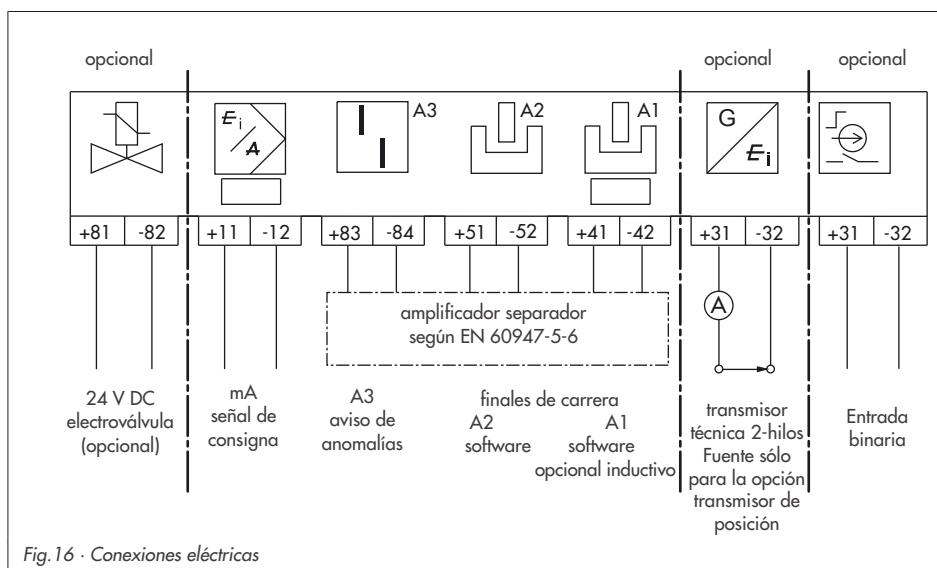 opcional
opcional
opcional
E i
A
A3
A2
A1
G
E i
+81 -82
+11 -12
+83 -84
+51 -52
+41 -42
+31 -32
+31 -32
A
amplificador separador
según EN 60947-5-6
24 V DC
electroválvula
(opcional)
mA
señal de
consigna
A3
aviso de
anomalías
finales de carrera
A2
software
A1
software
opcional inductivo
transmisor
técnica 2-hilos
Fuente sólo
para la opción
transmisor de
posición
Entrada
binaria
Fig.16 · Conexiones eléctricas